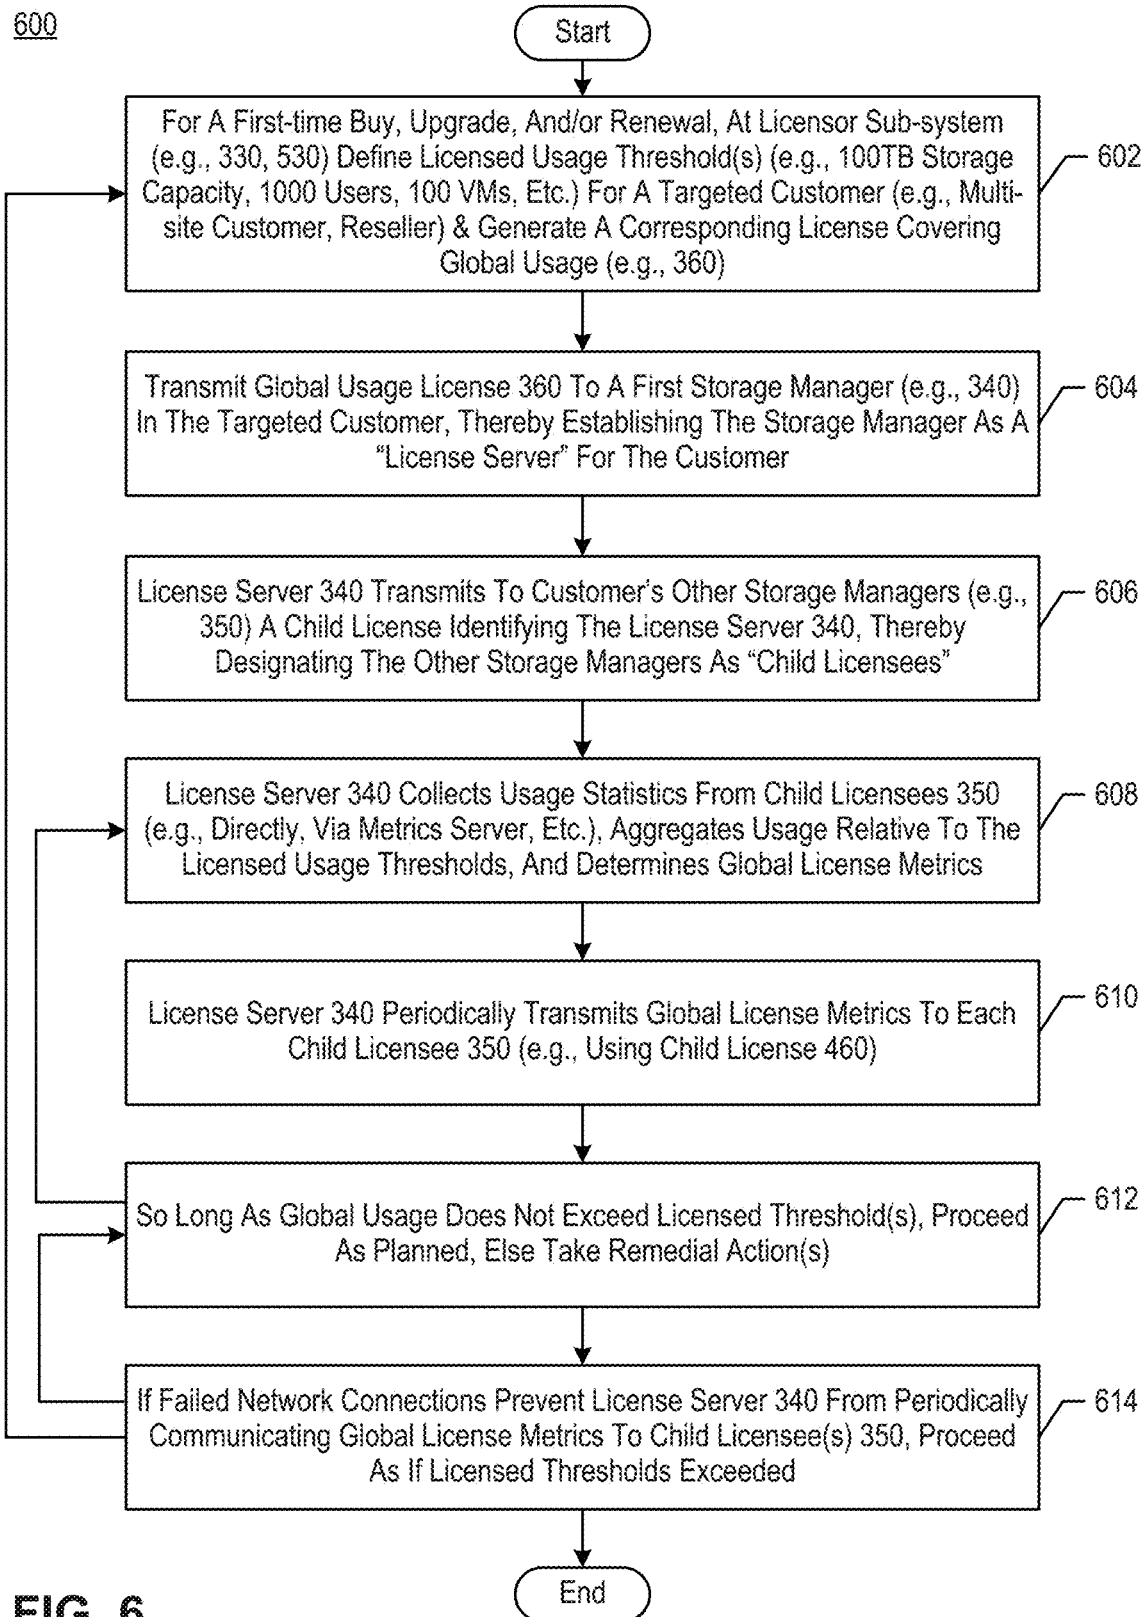 600
Start
For A First-time Buy, Upgrade, And/or Renewal, At Licensor Sub-system
(e.g., 330, 530) Define Licensed Usage Threshold(s) (e.g., 100TB Storage
Capacity, 1000 Users, 100 VMs, Etc.) For A Targeted Customer (e.g., Multi-
site Customer, Reseller) & Generate A Corresponding License Covering
Global Usage (e.g., 360)
602
Transmit Global Usage License 360 To A First Storage Manager (e.g., 340)
In The Targeted Customer, Thereby Establishing The Storage Manager As A
“License Server” For The Customer
604
License Server 340 Transmits To Customer’s Other Storage Managers (e.g.,
350) A Child License Identifying The License Server 340, Thereby
Designating The Other Storage Managers As “Child Licensees”
606
License Server 340 Collects Usage Statistics From Child Licensees 350
(e.g., Directly, Via Metrics Server, Etc.), Aggregates Usage Relative To The
Licensed Usage Thresholds, And Determines Global License Metrics
608
License Server 340 Periodically Transmits Global License Metrics To Each
Child Licensee 350 (e.g., Using Child License 460)
610
So Long As Global Usage Does Not Exceed Licensed Threshold(s), Proceed
As Planned, Else Take Remedial Action(s)
612
If Failed Network Connections Prevent License Server 340 From Periodically
Communicating Global License Metrics To Child Licensee(s) 350, Proceed
As If Licensed Thresholds Exceeded
614
End
FIG. 6